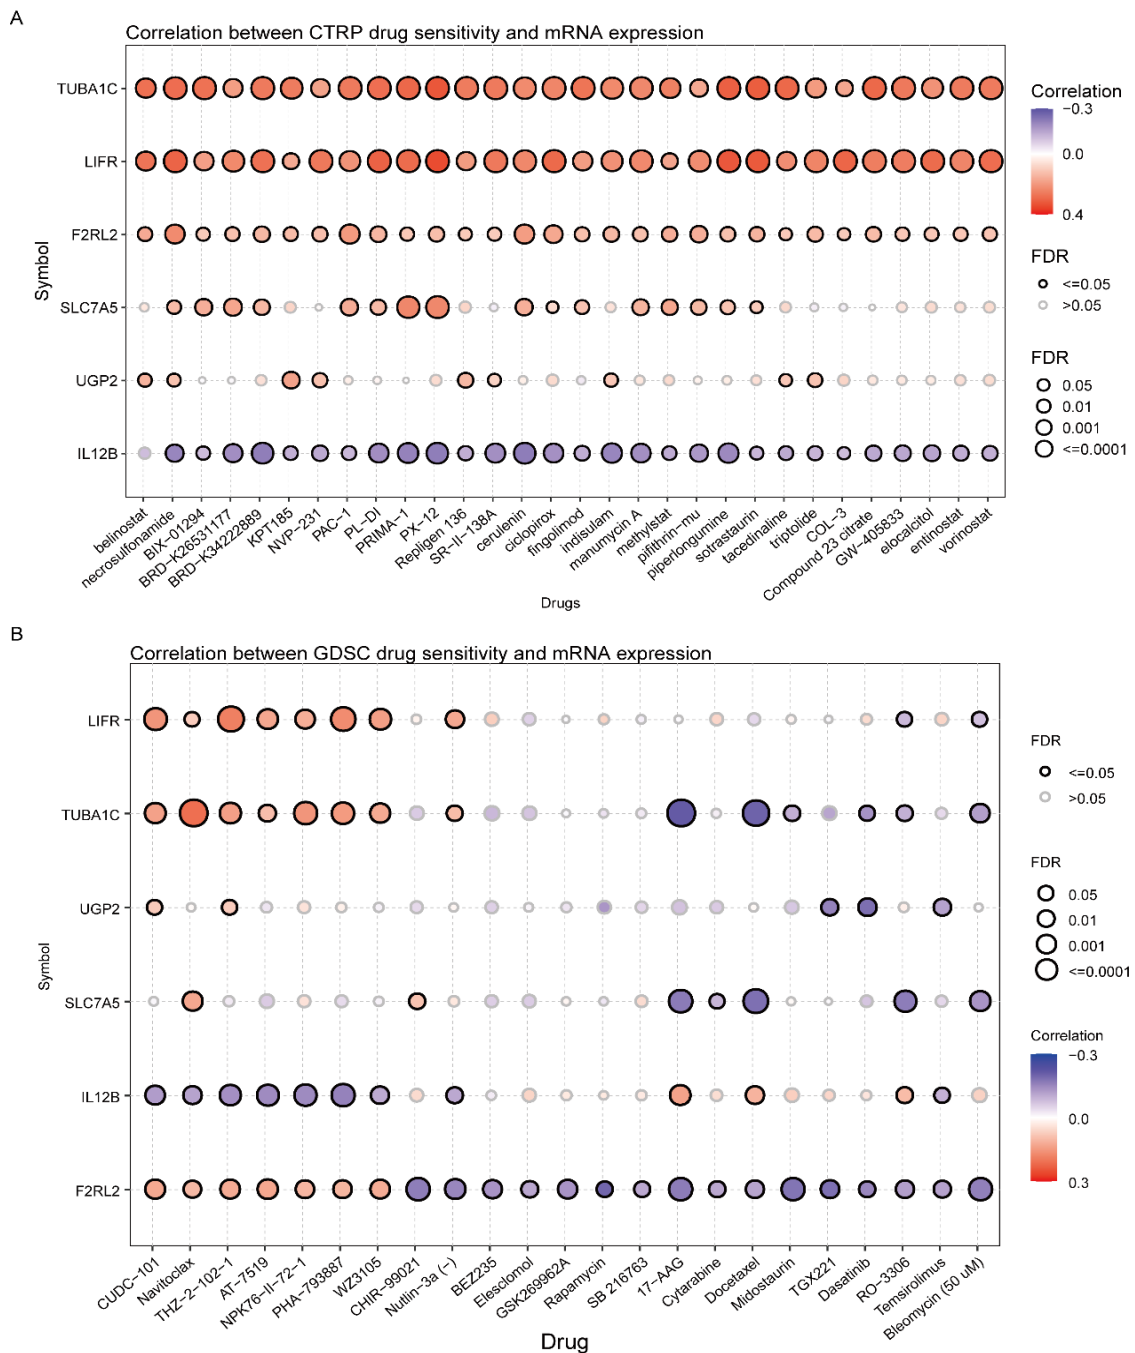 A
Correlation between CTRP drug sensitivity and mRNA expression
Symbol
TUBA1C
LIFR
F2RL2
SLC7A5
UGP2
IL12B
belinostat
necrosulfonamide
BIX−01294
BRD−K26531177
BRD−K34222889
KPT185
NVP−231
PAC−1
PL−DI
PRIMA−1
PX−12
Repligen 136
SR−II−138A
cerulenin
ciclopirox
fingolimod
indisulam
manumycin A
methylstat
pifithrin−mu
piperlongumine
sotrastaurin
tacedinaline
triptolide
COL−3
Compound 23 citrate
GW−405833
elocalcitol
entinostat
vorinostat
Drugs
Correlation
−0.3
0.0
0.4
FDR
<=0.05
>0.05
FDR
0.05
0.01
0.001
<=0.0001
B
Correlation between GDSC drug sensitivity and mRNA expression
Symbol
LIFR
TUBA1C
UGP2
SLC7A5
IL12B
F2RL2
CUDC−101
Navitoclax
THZ−2−102−1
AT−7519
NPK76−II−72−1
PHA−793887
WZ3105
CHIR−99021
Nutlin−3a (−)
BEZ235
Elesclomol
GSK269962A
Rapamycin
SB 216763
17−AAG
Cytarabine
Docetaxel
Midostaurin
TGX221
Dasatinib
RO−3306
Temsirolimus
Bleomycin (50 uM)
Drug
FDR
<=0.05
>0.05
FDR
0.05
0.01
0.001
<=0.0001
Correlation
−0.3
0.0
0.3